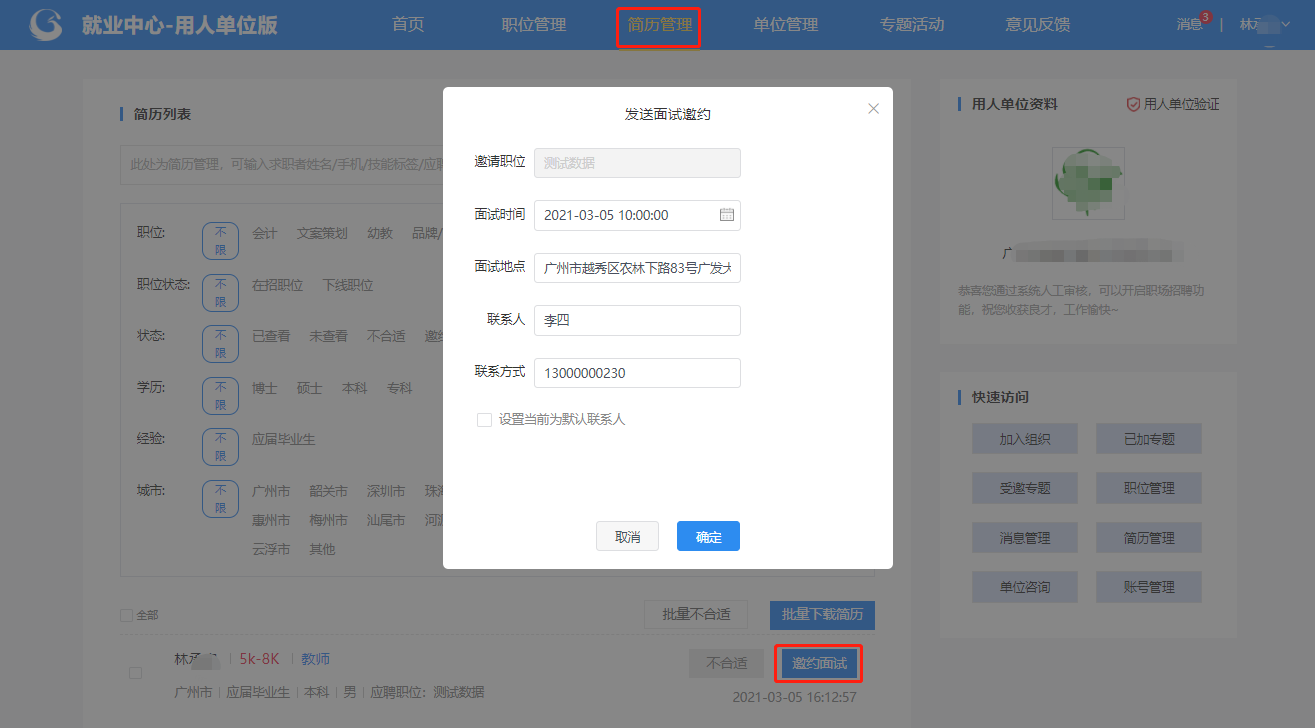 就业中心-用人单位版 首页 职位管理 简历管理 单位管理 专题活动 意见反馈 消息 3 | 林
简历列表
此处为简历管理，可输入求职者姓名/手机/技能标签/应聘
职位: 不限 会计 文案策划 幼教 品牌/
职位状态: 不限 在招职位 下线职位
状态: 不限 已查看 未查看 不合适 邀约
学历: 不限 博士 硕士 本科 专科
经验: 不限 应届毕业生
城市: 不限 广州市 韶关市 深圳市 珠海
惠州市 梅州市 汕尾市 河源
云浮市 其他
全部 批量不合适 批量下载简历
林 5k-8K 教师 不合适 邀约面试
广州市 应届毕业生 本科 男 应聘职位：测试数据 2021-03-05 16:12:57
发送面试邀约
邀请职位 测试数据
面试时间 2021-03-05 10:00:00
面试地点 广州市越秀区农林下路83号广发大
联系人 李四
联系方式 13000000230
设置当前为默认联系人
取消 确定
用人单位资料 用人单位验证
广
恭喜您通过系统人工审核，可以开启职场招聘功
能，祝您收获良才，工作愉快~
快速访问
加入组织 已加专题
受邀专题 职位管理
消息管理 简历管理
单位咨询 账号管理